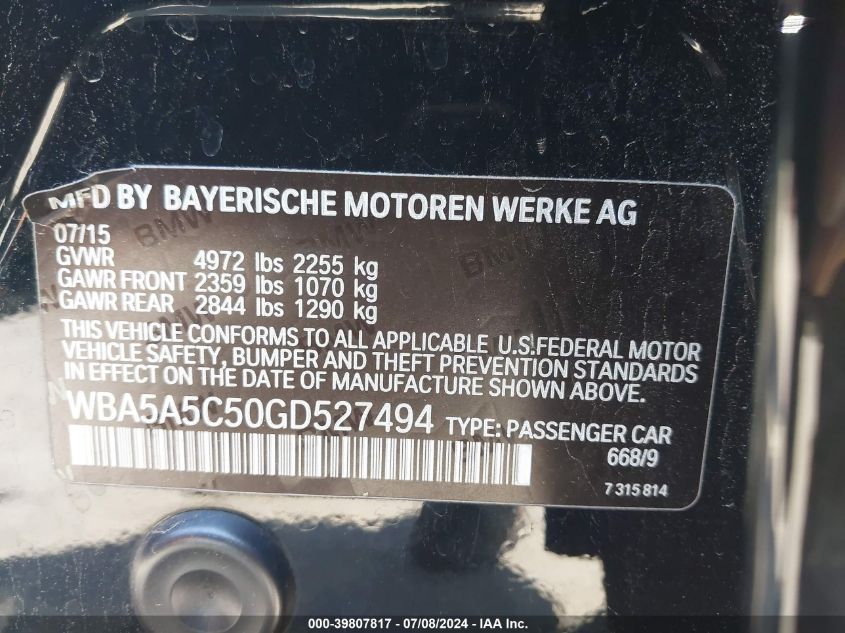 MFD BY BAYERISCHE MOTOREN WERKE AG
07/15
GVWR 4972 lbs 2255 kg
GAWR FRONT 2359 lbs 1070 kg
GAWR REAR 2844 lbs 1290 kg
THIS VEHICLE CONFORMS TO ALL APPLICABLE U.S.FEDERAL MOTOR
VEHICLE SAFETY, BUMPER AND THEFT PREVENTION STANDARDS
IN EFFECT ON THE DATE OF MANUFACTURE SHOWN ABOVE.
WBA5A5C50GD527494 TYPE: PASSENGER CAR
668/9
7 315 814
000-39807817 - 07/08/2024 - IAA Inc.